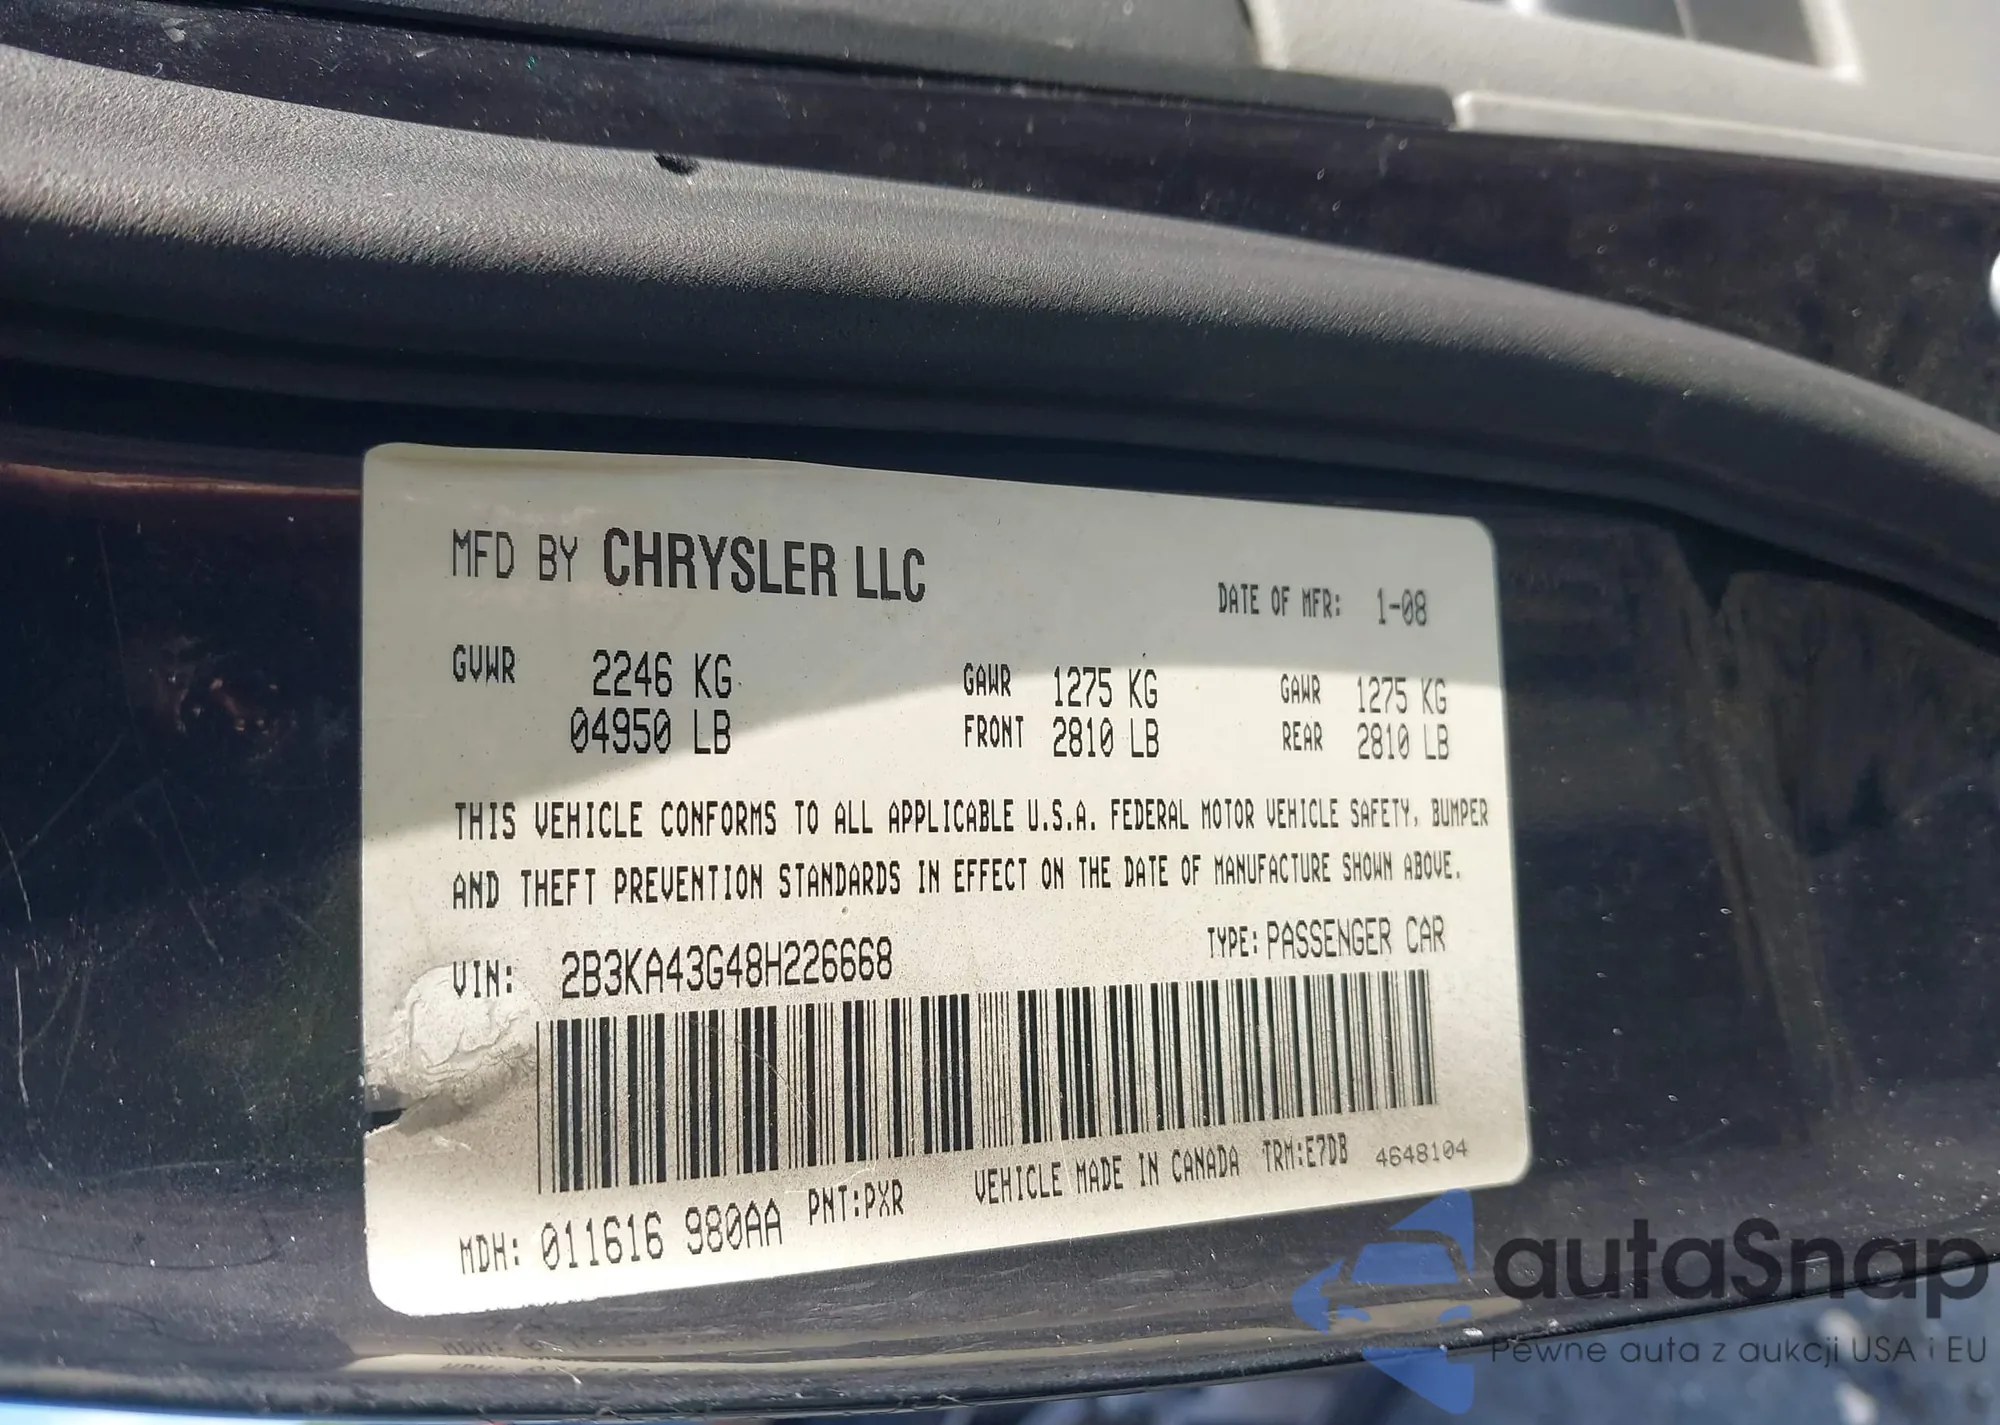 MFD BY CHRYSLER LLC
DATE OF MFR: 1-08
GVWR 2246 KG GAWR 1275 KG GAWR 1275 KG
04950 LB FRONT 2810 LB REAR 2810 LB
THIS VEHICLE CONFORMS TO ALL APPLICABLE U.S.A. FEDERAL MOTOR VEHICLE SAFETY, BUMPER
AND THEFT PREVENTION STANDARDS IN EFFECT ON THE DATE OF MANUFACTURE SHOWN ABOVE.
VIN: 2B3KA43G48H226668 TYPE: PASSENGER CAR
VEHICLE MADE IN CANADA TRM:E7DB 4648104
MDH: 011616 980AA PNT:PXR
autaSnap
Pewne auta z aukcji USA i EU